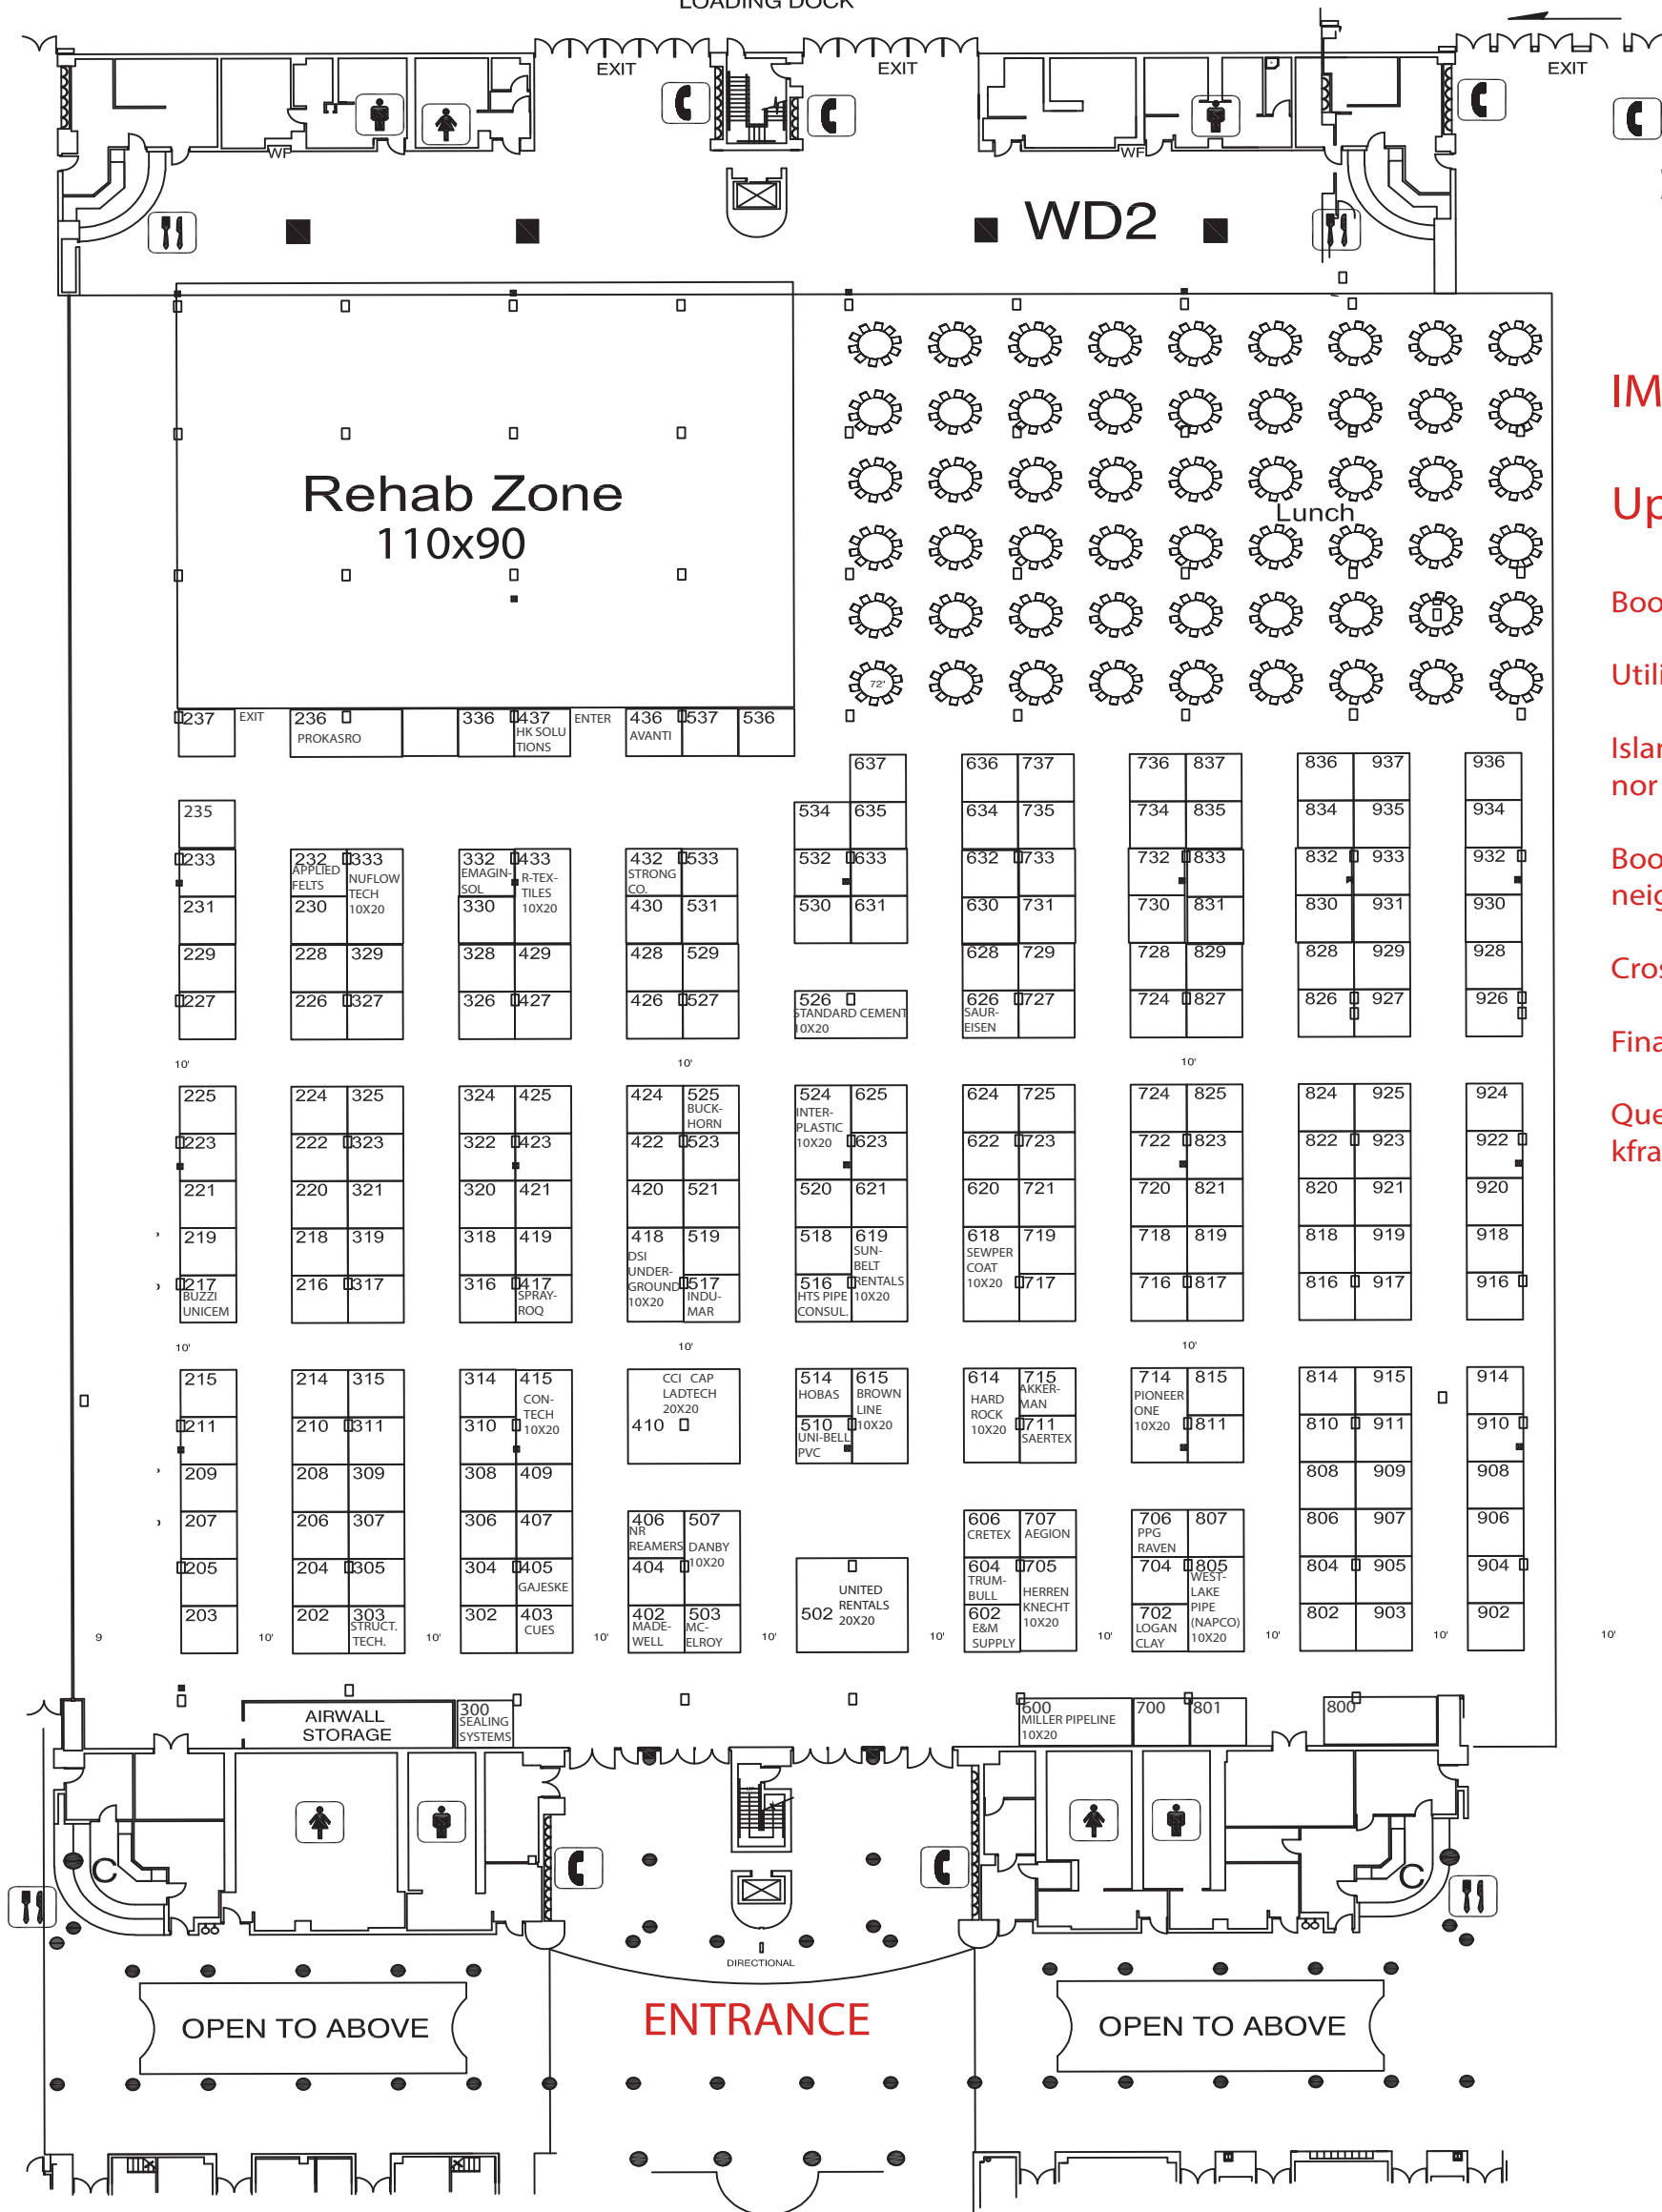 LOADING DOCK
EXIT
EXIT
EXIT
WF
WF
WD2
Rehab Zone
110x90
Lunch
72"
IM
Up
Boo
Utili
Islan
nor
Boo
neig
Cros
Fina
Que
kfra
237 EXIT 236 336 437 ENTER 436 537 536
PROKASRO
HK SOLU
TIONS
AVANTI
637 636 737 736 837 836 937 936
235 534 635 634 735 734 835 834 935 934
233 232 333 332 433 432 533 532 633 632 733 732 833 832 933 932
APPLIED
FELTS
NUFLOW
TECH
10X20
EMAGIN-
SOL
R-TEX-
TILES
10X20
STRONG
CO.
231 230 330 430 531 530 631 630 731 730 831 830 931 930
229 228 329 328 429 428 529 628 729 728 829 828 929 928
227 226 327 326 427 426 527 526 626 727 724 827 826 927 926
STANDARD CEMENT
10X20
SAUR-
EISEN
10' 10' 10'
225 224 325 324 425 424 525 524 625 624 725 724 825 824 925 924
BUCK-
HORN
INTER-
PLASTIC
10X20
223 222 323 322 423 422 523 623 622 723 722 823 822 923 922
221 220 321 320 421 420 521 520 621 620 721 720 821 820 921 920
219 218 319 318 419 418 519 518 619 618 719 718 819 818 919 918
DSI
UNDER-
GROUND
10X20
SUN-
BELT
RENTALS
10X20
SEWPER
COAT
10X20
217 216 317 316 417 517 516 717 716 817 816 917 916
BUZZI
UNICEM
SPRAY-
ROQ
INDU-
MAR
HTS PIPE
CONSUL.
10' 10' 10'
215 214 315 314 415 514 615 614 715 714 815 814 915 914
CON-
TECH
10X20
CCI CAP
LADTECH
20X20
HOBAS
BROWN
LINE
10X20
HARD
ROCK
10X20
AKKER-
MAN
PIONEER
ONE
10X20
211 210 311 310 410 510 711 811 810 911 910
UNI-BELL
PVC
SAERTEX
209 208 309 308 409 808 909 908
207 206 307 306 407 406 507 606 707 706 807 806 907 906
NR
REAMERS
DANBY
10X20
CRETEX
AEGION
PPG
RAVEN
205 204 305 304 405 404 604 705 704 805 804 905 904
GAJESKE
TRUM-
BULL
HERREN
KNECHT
10X20
WEST-
LAKE
PIPE
(NAPCO)
10X20
203 202 303 302 403 402 503 502 602 702 802 903 902
STRUCT.
TECH.
CUES
MADE-
WELL
MC-
ELROY
UNITED
RENTALS
20X20
E&M
SUPPLY
LOGAN
CLAY
9 10' 10' 10' 10' 10' 10' 10' 10' 10'
AIRWALL
STORAGE
300
SEALING
SYSTEMS
600
MILLER PIPELINE
10X20
700 801 800
C
C
DIRECTIONAL
ENTRANCE
OPEN TO ABOVE
OPEN TO ABOVE